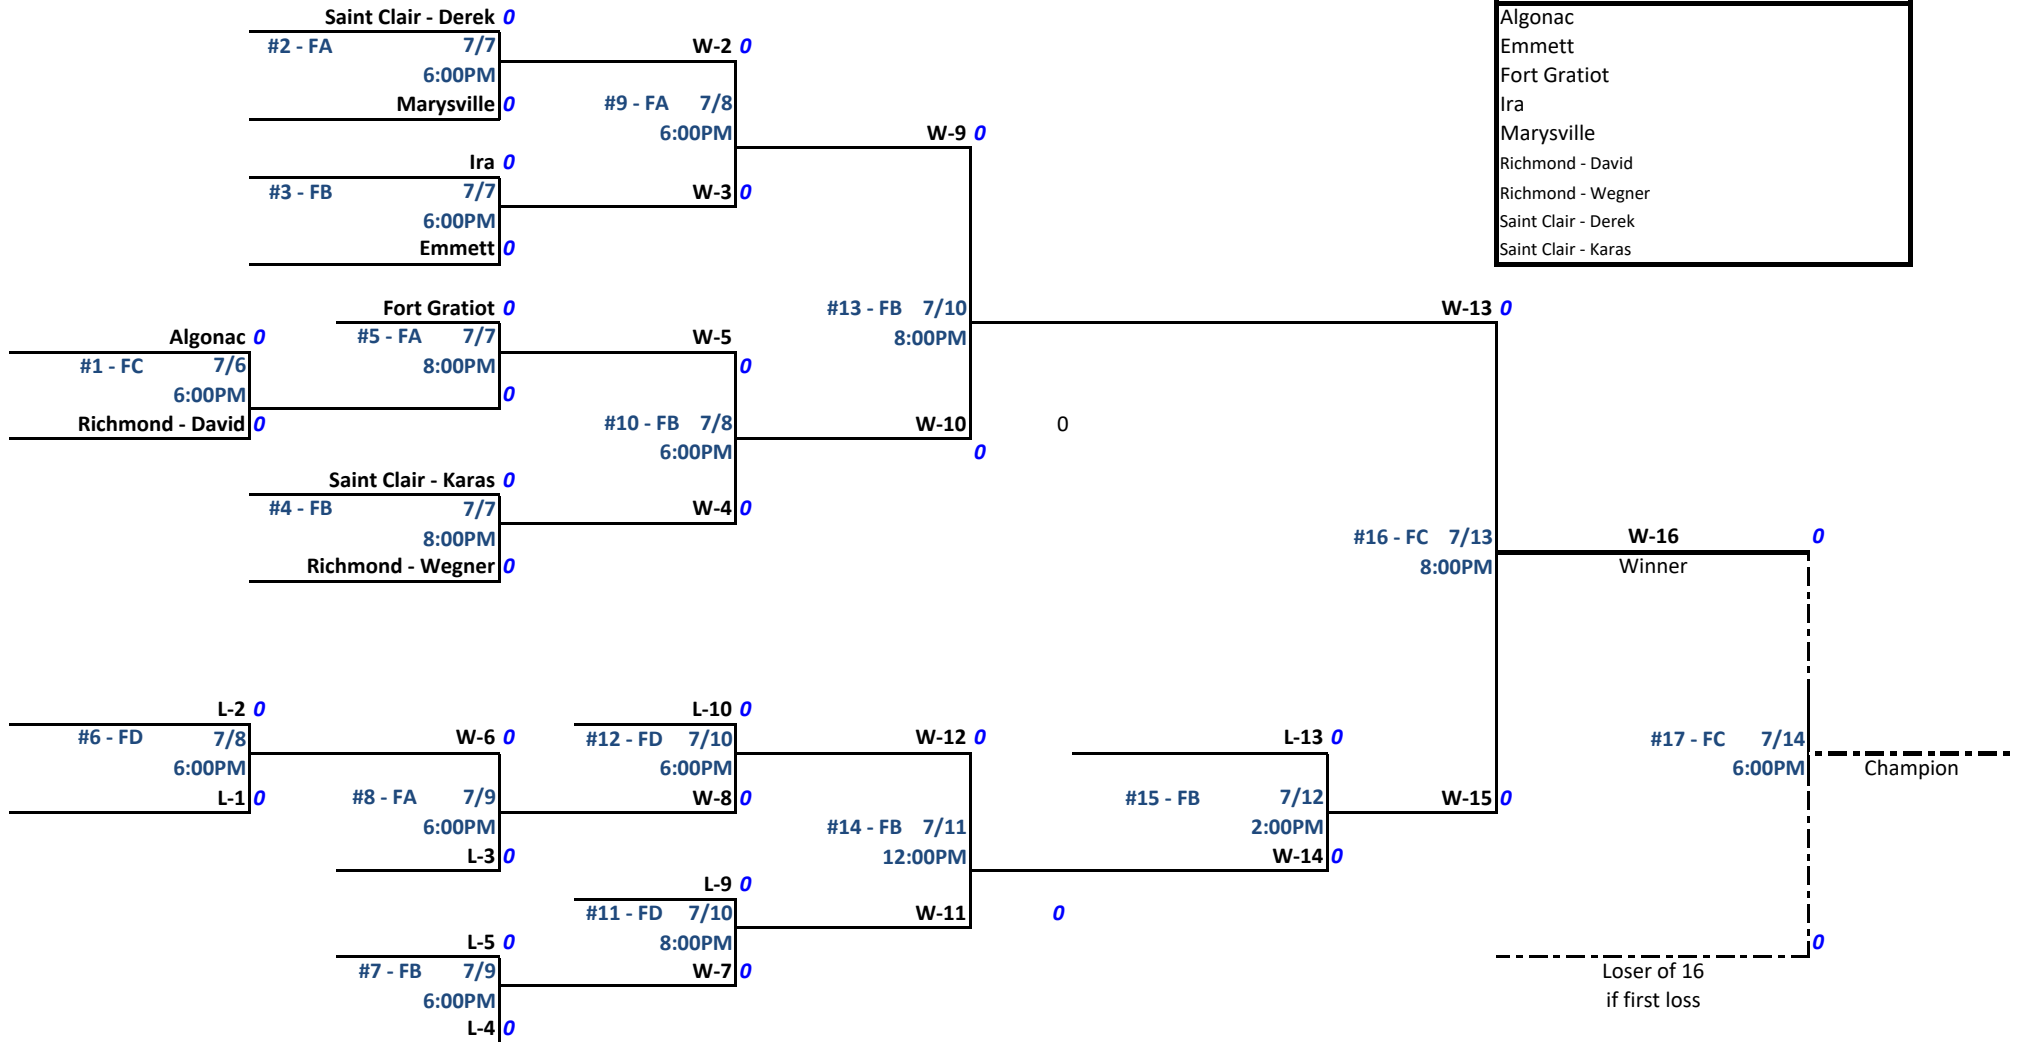 Saint Clair - Derek 0 Algonac
#2 - FA 7/7 W-2 0 Emmett
6:00PM Fort Gratiot
Marysville 0 #9 - FA 7/8 Ira
6:00PM W-9 0 Marysville
Ira 0 Richmond - David
#3 - FB 7/7 W-3 0 Richmond - Wegner
6:00PM Saint Clair - Derek
Emmett 0 Saint Clair - Karas
Fort Gratiot 0 #13 - FB 7/10 W-13 0
Algonac 0 #5 - FA 7/7 W-5 8:00PM
#1 - FC 7/6 8:00PM 0
6:00PM 0
Richmond - David 0 #10 - FB 7/8 W-10 0
6:00PM 0
Saint Clair - Karas 0
#4 - FB 7/7 W-4 0
8:00PM #16 - FC 7/13 W-16 0
Richmond - Wegner 0 8:00PM Winner
L-2 0 L-10 0
#6 - FD 7/8 W-6 0 #12 - FD 7/10 W-12 0 L-13 0 #17 - FC 7/14
6:00PM 6:00PM 6:00PM Champion
L-1 0 #8 - FA 7/9 W-8 0 #15 - FB 7/12 W-15 0
6:00PM #14 - FB 7/11 2:00PM
L-3 0 12:00PM W-14 0
L-9 0
#11 - FD 7/10 W-11 0
L-5 0 8:00PM 0
#7 - FB 7/9 W-7 0 Loser of 16
6:00PM if first loss
L-4 0